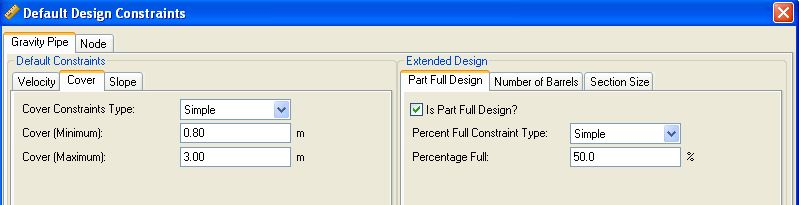 Default Design Constraints
Gravity Pipe Node
Default Constraints
Velocity Cover Slope
Cover Constraints Type: Simple
Cover (Minimum): 0.80 m
Cover (Maximum): 3.00 m
Extended Design
Part Full Design Number of Barrels Section Size
Is Part Full Design?
Percent Full Constraint Type: Simple
Percentage Full: 50.0 %